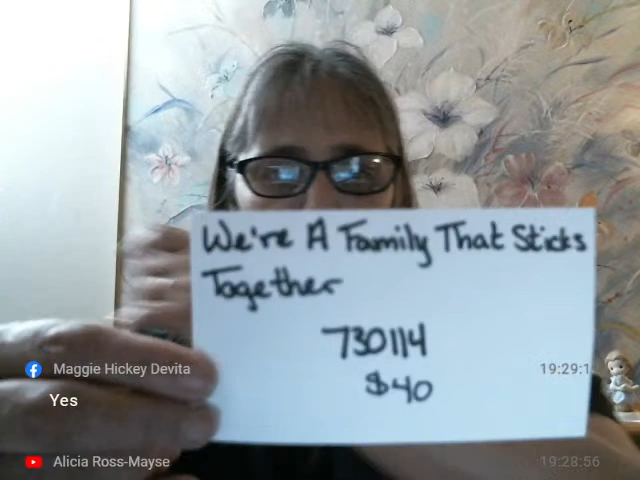 We're A Family That Sticks
Together
730114
$40
Maggie Hickey Devita
19:29:1
Yes
Alicia Ross-Mayse
19:28:56